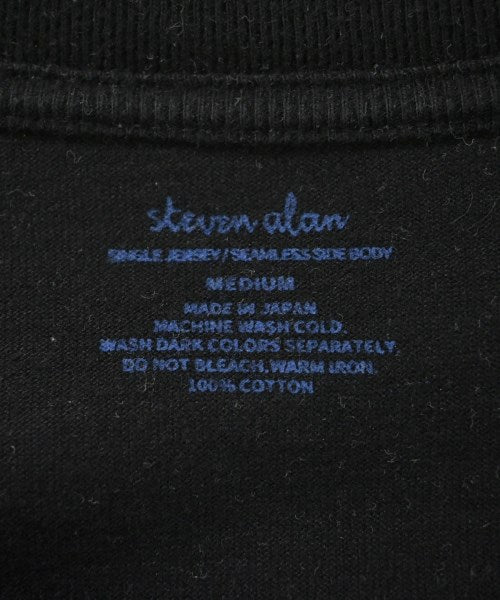 steven alan
SINGLE JERSEY/SEAMLESS SIDE BODY
MEDIUM
MADE IN JAPAN
MACHINE WASH COLD.
WASH DARK COLORS SEPARATELY.
DO NOT BLEACH. WARM IRON.
100% COTTON